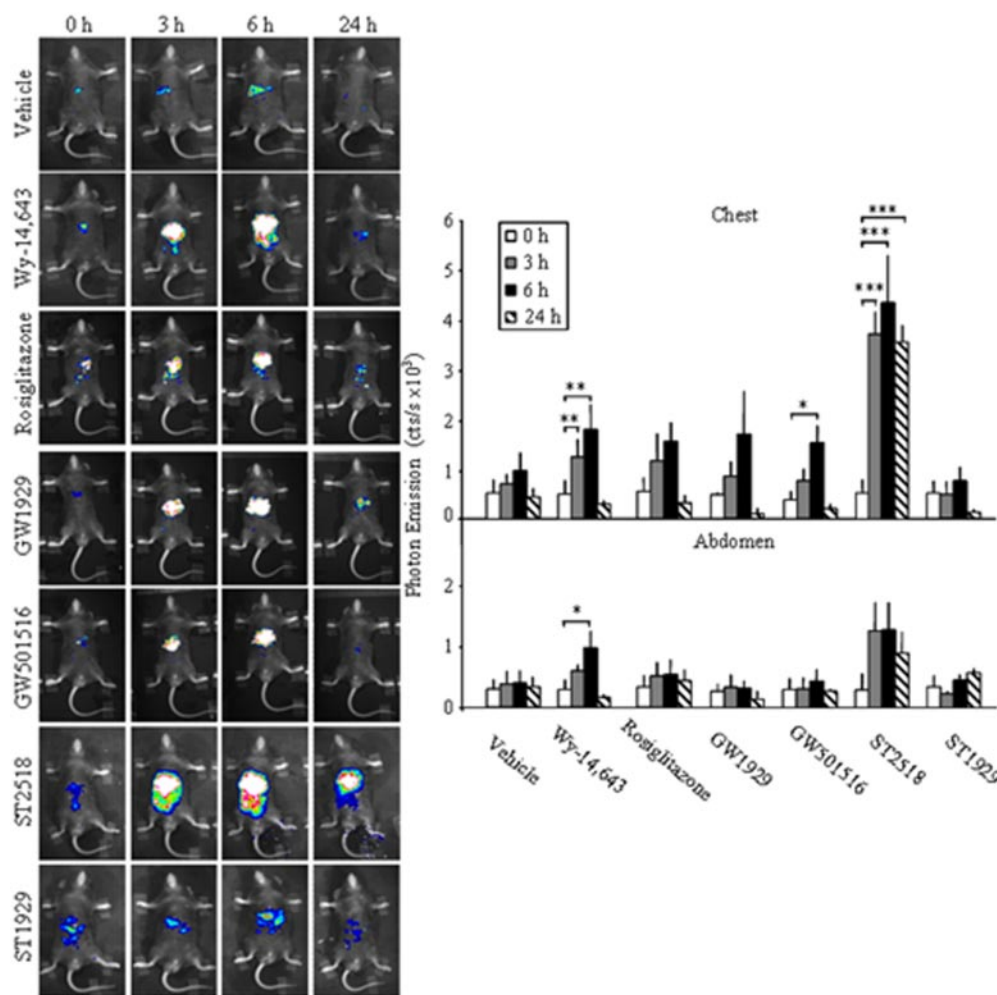 0 h 3 h 6 h 24 h
Vehicle
Wy-14,643
Rosiglitazone
GW1929
GW501516
ST2518
ST1929
Photon Emission (cts/s x10³)
Chest
0 h
3 h
6 h
24 h
6
5
4
3
2
1
0
** **
*
*** *** ***
Abdomen
2
1
0
*
Vehicle
Wy-14,643
Rosiglitazone
GW1929
GW501516
ST2518
ST1929